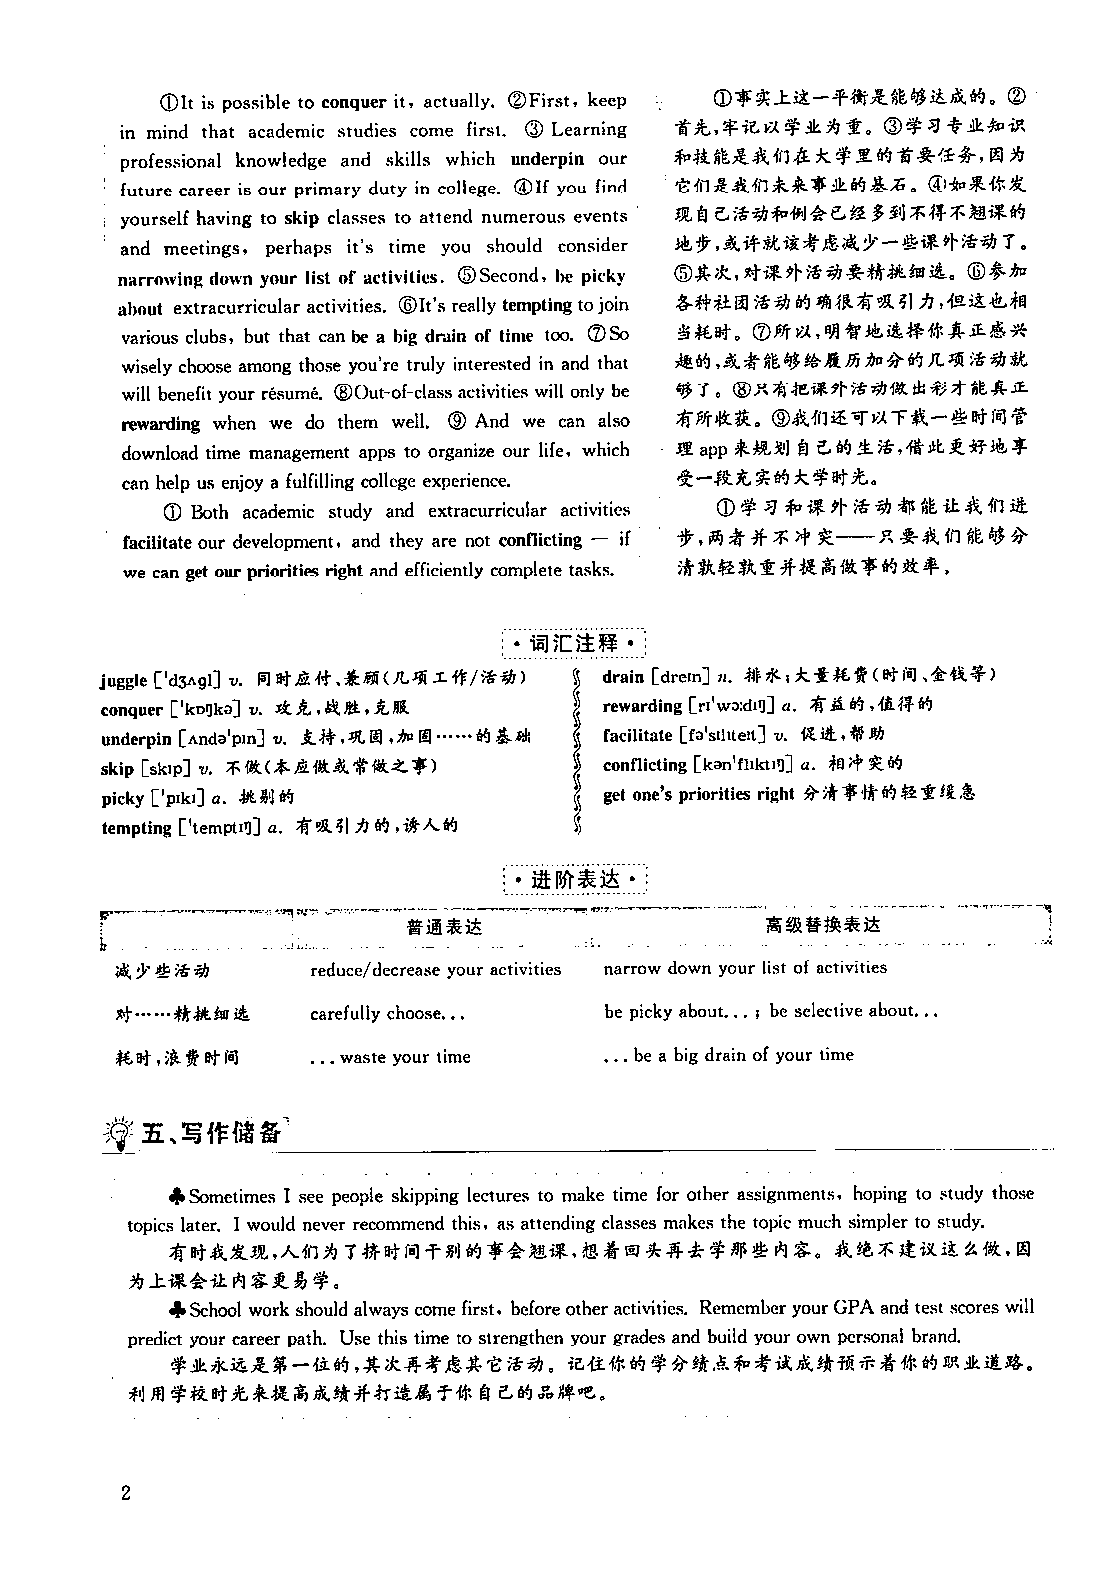 ①It is possible to conquer it, actually. ②First, keep
in mind that academic studies come first. ③ Learning
professional knowledge and skills which underpin our
future career is our primary duty in college. ④If you find
yourself having to skip classes to attend numerous events
and meetings, perhaps it's time you should consider
narrowing down your list of activities. ⑤Second, be picky
about extracurricular activities. ⑥It's really tempting to join
various clubs, but that can be a big drain of time too. ⑦So
wisely choose among those you're truly interested in and that
will benefit your résumé. ⑧Out-of-class activities will only be
rewarding when we do them well. ⑨ And we can also
download time management apps to organize our life, which
can help us enjoy a fulfilling college experience.
① Both academic study and extracurricular activities
facilitate our development, and they are not conflicting — if
we can get our priorities right and efficiently complete tasks.
①事实上这一平衡是能够达成的。②
首先,牢记以学业为重。③学习专业知识
和技能是我们在大学里的首要任务,因为
它们是我们未来事业的基石。④如果你发
现自己活动和例会已经多到不得不翘课的
地步,或许就该考虑减少一些课外活动了。
⑤其次,对课外活动要精挑细选。⑥参加
各种社团活动的确很有吸引力,但这也相
当耗时。⑦所以,明智地选择你真正感兴
趣的,或者能够给履历加分的几项活动就
够了。⑧只有把课外活动做出彩才能真正
有所收获。⑨我们还可以下载一些时间管
理 app 来规划自己的生活,借此更好地享
受一段充实的大学时光。
①学习和课外活动都能让我们进
步,两者并不冲突——只要我们能够分
清孰轻孰重并提高做事的效率。
·词汇注释·
juggle ['dʒʌgl] v. 同时应付、兼顾(几项工作/活动)
conquer ['kɒŋkə] v. 攻克,战胜,克服
underpin [ʌndə'pɪn] v. 支持,巩固,加固……的基础
skip [skɪp] v. 不做(本应做或常做之事)
picky ['pɪkɪ] a. 挑剔的
tempting ['temptɪŋ] a. 有吸引力的,诱人的
drain [dreɪn] n. 排水;大量耗费(时间、金钱等)
rewarding [rɪ'wɔ:dɪŋ] a. 有益的,值得的
facilitate [fə'sɪlɪteɪt] v. 促进,帮助
conflicting [kən'flɪktɪŋ] a. 相冲突的
get one's priorities right 分清事情的轻重缓急
·进阶表达·
普通表达 高级替换表达
减少些活动 reduce/decrease your activities narrow down your list of activities
对……精挑细选 carefully choose... be picky about...; be selective about...
耗时,浪费时间 ...waste your time ...be a big drain of your time
五、写作储备
♣Sometimes I see people skipping lectures to make time for other assignments, hoping to study those
topics later. I would never recommend this, as attending classes makes the topic much simpler to study.
有时我发现,人们为了挤时间干别的事会翘课,想着回头再去学那些内容。我绝不建议这么做,因
为上课会让内容更易学。
♣School work should always come first, before other activities. Remember your GPA and test scores will
predict your career path. Use this time to strengthen your grades and build your own personal brand.
学业永远是第一位的,其次再考虑其它活动。记住你的学分绩点和考试成绩预示着你的职业道路。
利用学校时光来提高成绩并打造属于你自己的品牌吧。
2